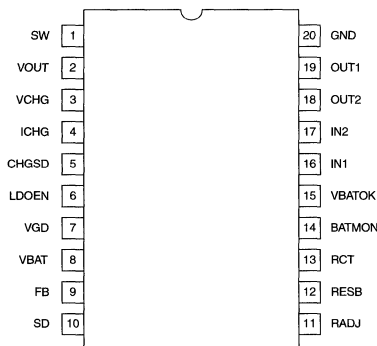 SW 1 20 GND
VOUT 2 19 OUT1
VCHG 3 18 OUT2
ICHG 4 17 IN2
CHGSD 5 16 IN1
LDOEN 6 15 VBATOK
VGD 7 14 BATMON
VBAT 8 13 RCT
FB 9 12 RESB
SD 10 11 RADJ